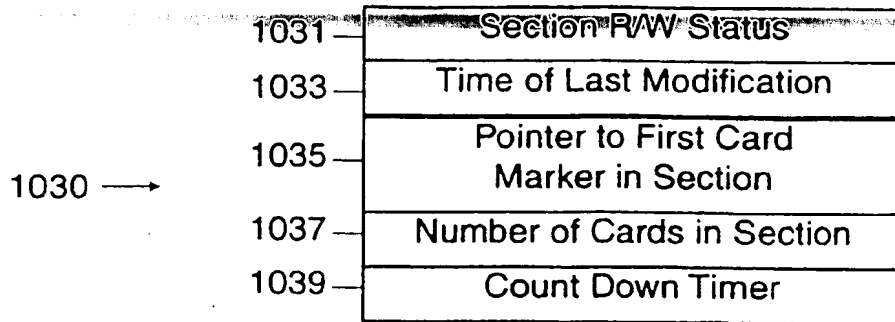 1031 Section R/W Status
1033 Time of Last Modification
1035 Pointer to First Card
Marker in Section
1030
1037 Number of Cards in Section
1039 Count Down Timer